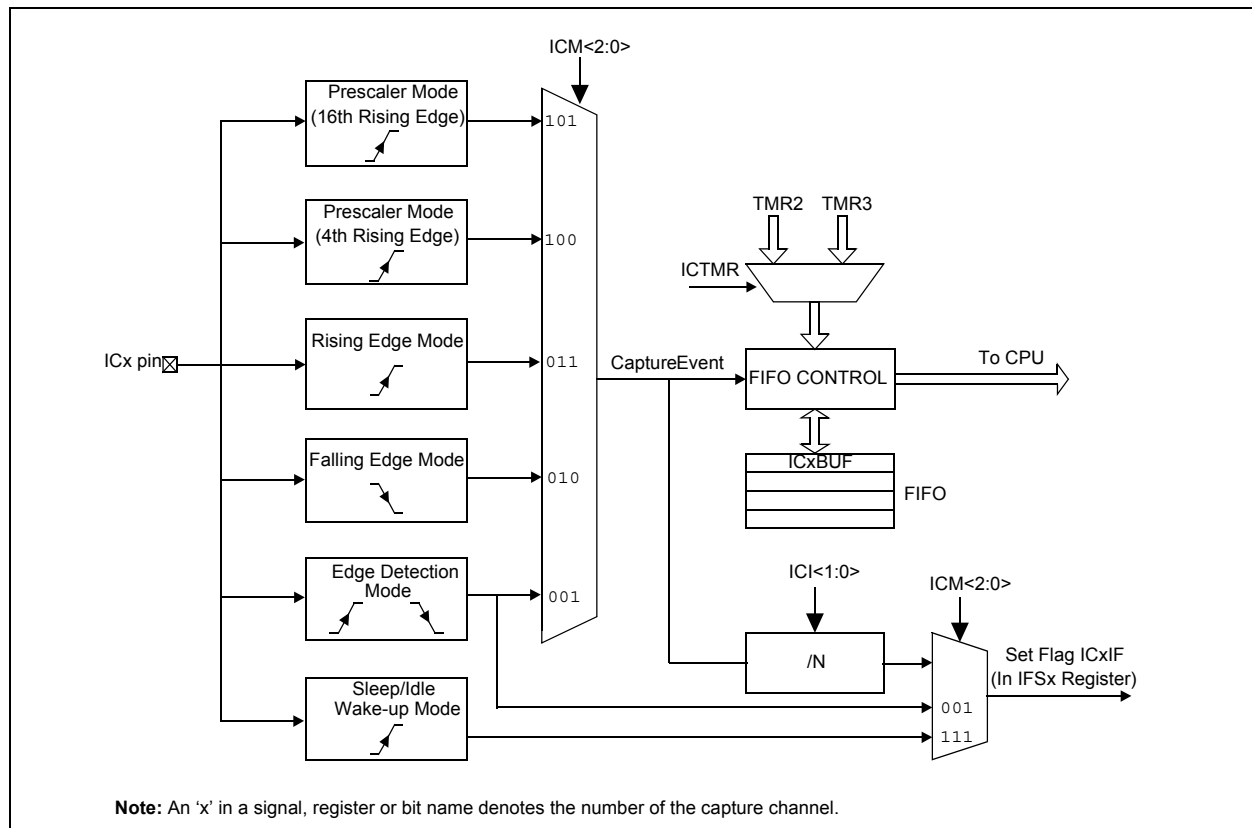 ICM<2:0>
Prescaler Mode
(16th Rising Edge)
101
Prescaler Mode
(4th Rising Edge)
100
TMR2
TMR3
ICTMR
ICx pin
Rising Edge Mode
011
CaptureEvent
FIFO CONTROL
To CPU
Falling Edge Mode
010
ICxBUF
FIFO
Edge Detection
Mode
001
ICI<1:0>
ICM<2:0>
/N
Set Flag ICxIF
(In IFSx Register)
Sleep/Idle
Wake-up Mode
001
111
Note: An ‘x’ in a signal, register or bit name denotes the number of the capture channel.